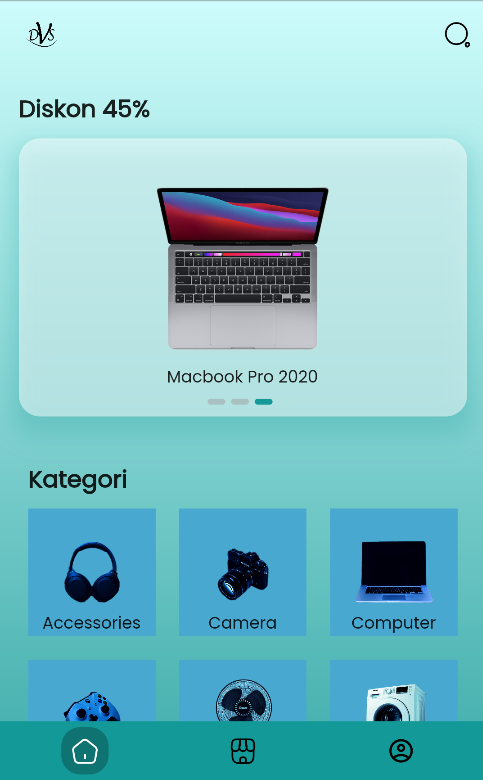 DVS
Diskon 45%
Macbook Pro 2020
Kategori
Accessories Camera Computer